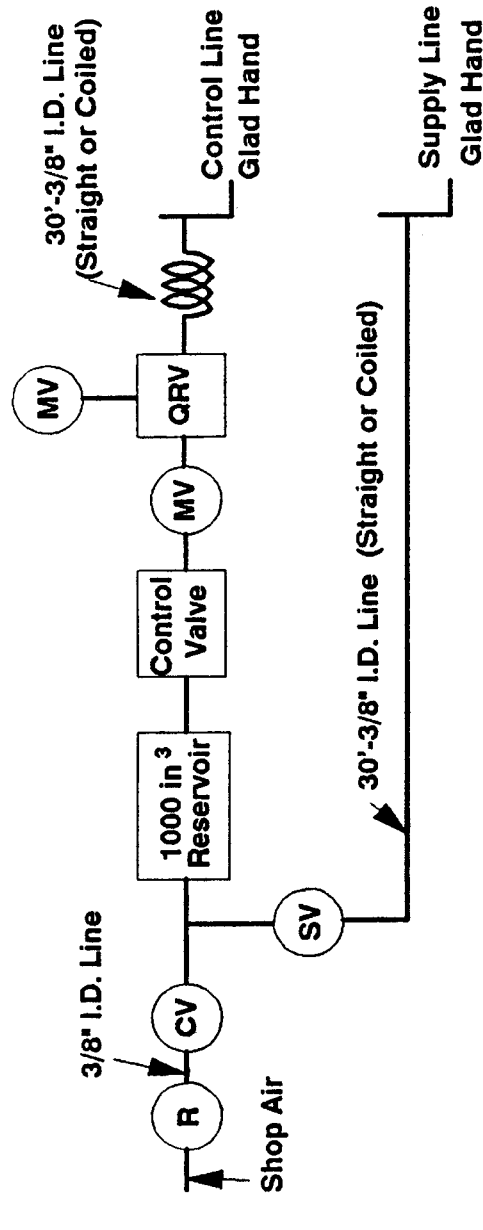 Shop Air
R
3/8" I.D. Line
CV
SV
1000 in³
Reservoir
Control
Valve
MV
MV
QRV
30'-3/8" I.D. Line
(Straight or Coiled)
Control Line
Glad Hand
30'-3/8" I.D. Line (Straight or Coiled)
Supply Line
Glad Hand